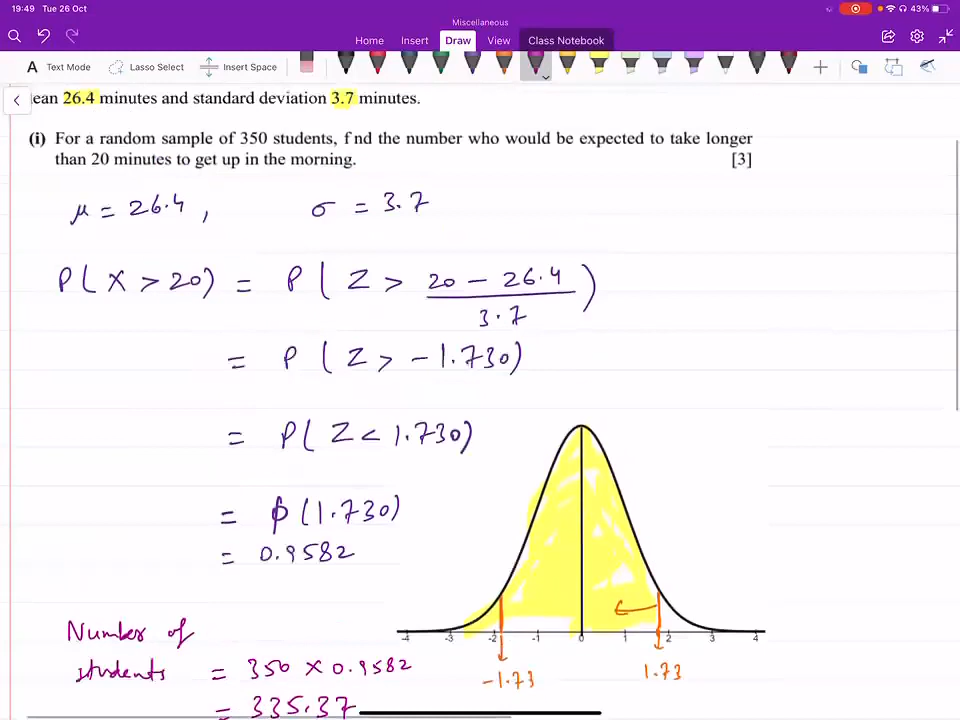 19:49 Tue 26 Oct
43%
Miscellaneous
Home Insert Draw View Class Notebook
A Text Mode Lasso Select Insert Space
ean 26.4 minutes and standard deviation 3.7 minutes.
(i) For a random sample of 350 students, f nd the number who would be expected to take longer
than 20 minutes to get up in the morning. [3]
μ = 26.4 , σ = 3.7
P( X > 20) = P ( Z > 20 - 26.4 / 3.7 )
= P ( Z > -1.730)
= P( Z < 1.730)
= ϕ (1.730)
= 0.9582
-4 -3 -2 -1 0 1 2 3 4
-1.73 1.73
Number of
students = 350 × 0.9582
= 335.37